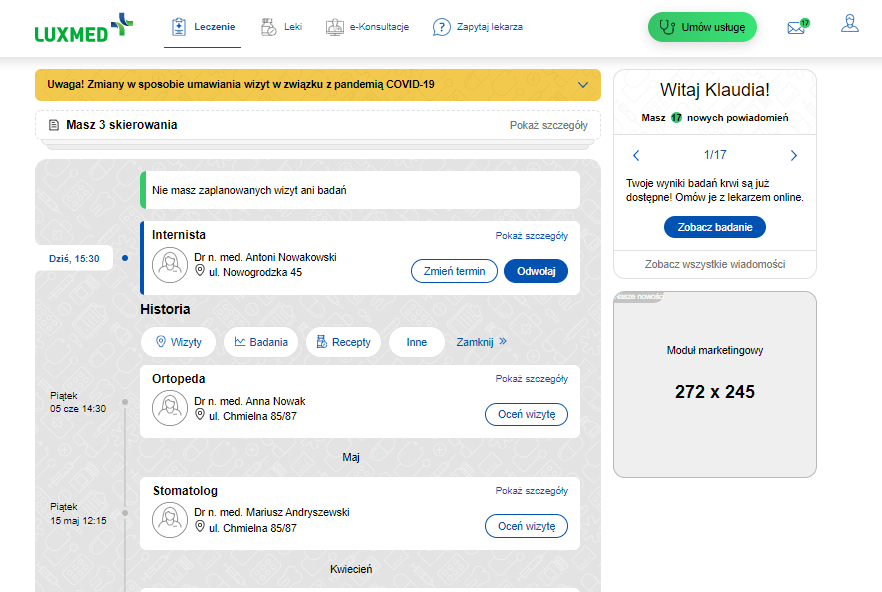 LUXMED
Leczenie
Leki
e-Konsultacje
Zapytaj lekarza
Umów usługę
17
Uwaga! Zmiany w sposobie umawiania wizyt w związku z pandemią COVID-19
Masz 3 skierowania
Pokaż szczegóły
Nie masz zaplanowanych wizyt ani badań
Dziś, 15:30
Internista
Pokaż szczegóły
Dr n. med. Antoni Nowakowski
ul. Nowogrodzka 45
Zmień termin
Odwołaj
Historia
Wizyty
Badania
Recepty
Inne
Zamknij
Piątek
05 cze 14:30
Ortopeda
Pokaż szczegóły
Dr n. med. Anna Nowak
ul. Chmielna 85/87
Oceń wizytę
Maj
Piątek
15 maj 12:15
Stomatolog
Pokaż szczegóły
Dr n. med. Mariusz Andryszewski
ul. Chmielna 85/87
Oceń wizytę
Kwiecień
Witaj Klaudia!
Masz 17 nowych powiadomień
1/17
Twoje wyniki badań krwi są już
dostępne! Omów je z lekarzem online.
Zobacz badanie
Zobacz wszystkie wiadomości
Moduł marketingowy
272 x 245